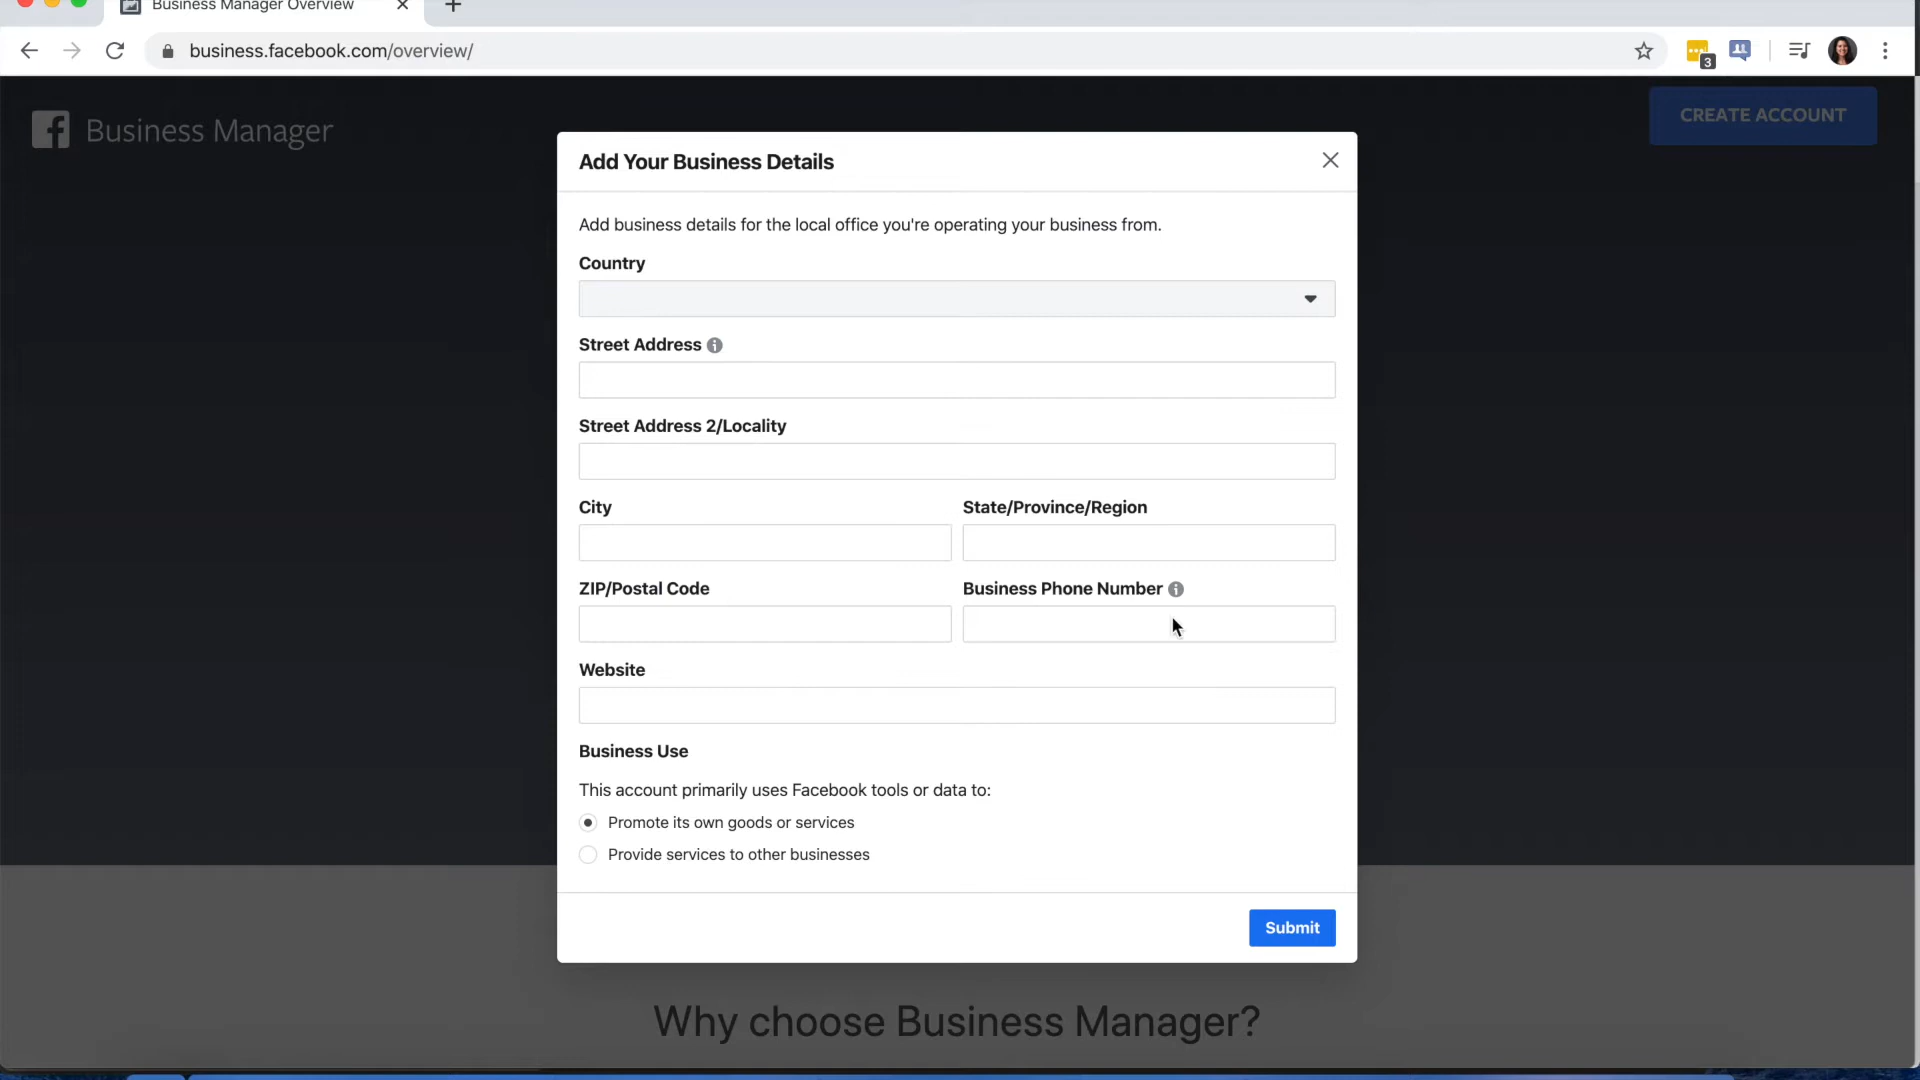 Business Manager Overview
business.facebook.com/overview/
3
Business Manager
CREATE ACCOUNT
Add Your Business Details
Add business details for the local office you're operating your business from.
Country
Street Address
Street Address 2/Locality
City
State/Province/Region
ZIP/Postal Code
Business Phone Number
Website
Business Use
This account primarily uses Facebook tools or data to:
Promote its own goods or services
Provide services to other businesses
Submit
Why choose Business Manager?